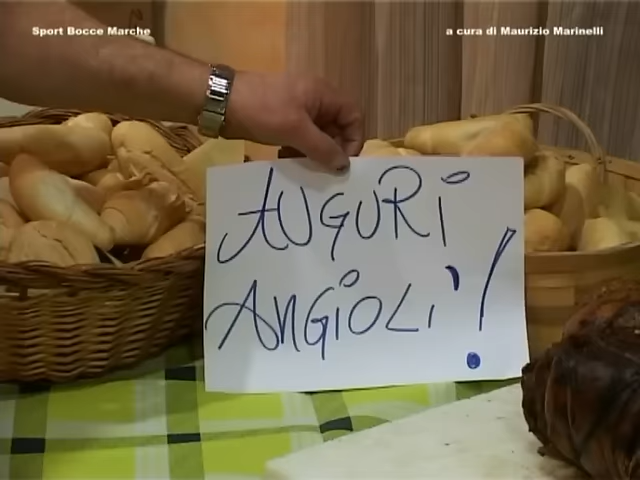 Sport Bocce Marche
a cura di Maurizio Marinelli
AUGURI
ANGIOLI'!